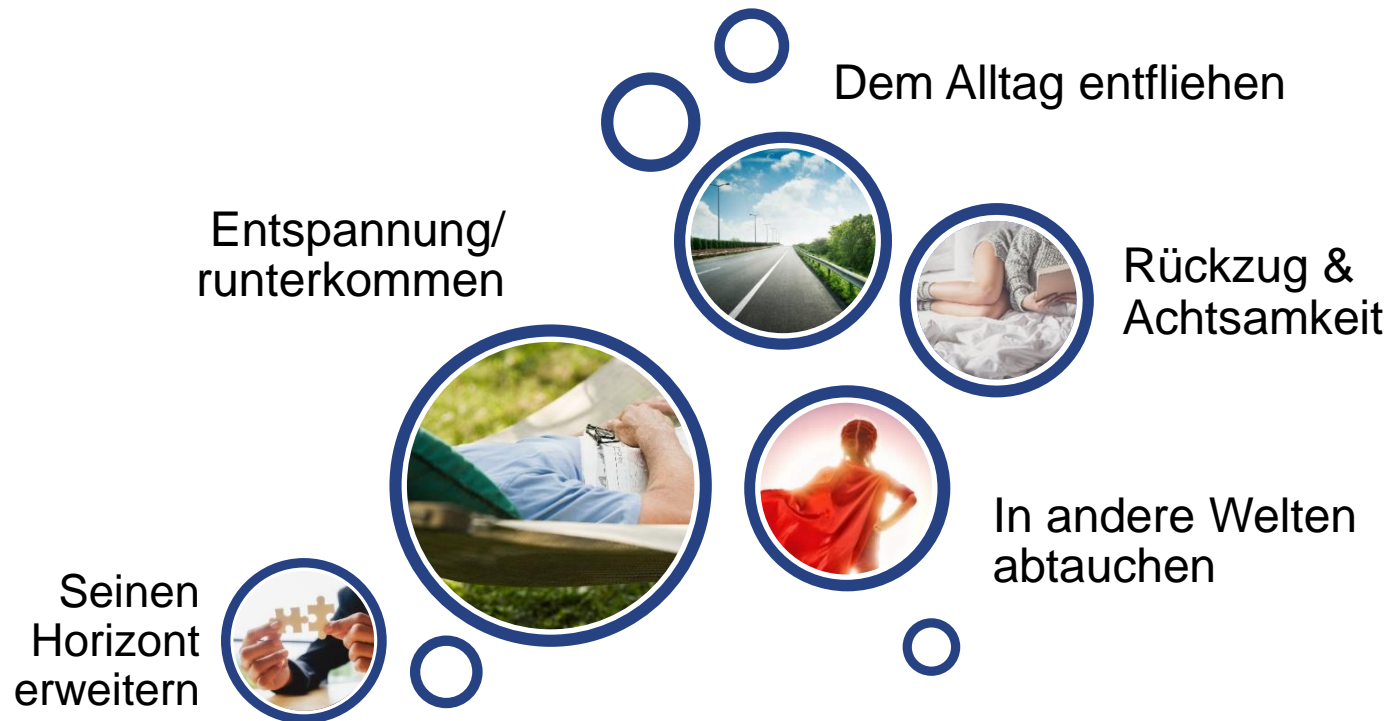 Dem Alltag entfliehen
Entspannung/
runterkommen
Rückzug &
Achtsamkeit
In andere Welten
abtauchen
Seinen
Horizont
erweitern